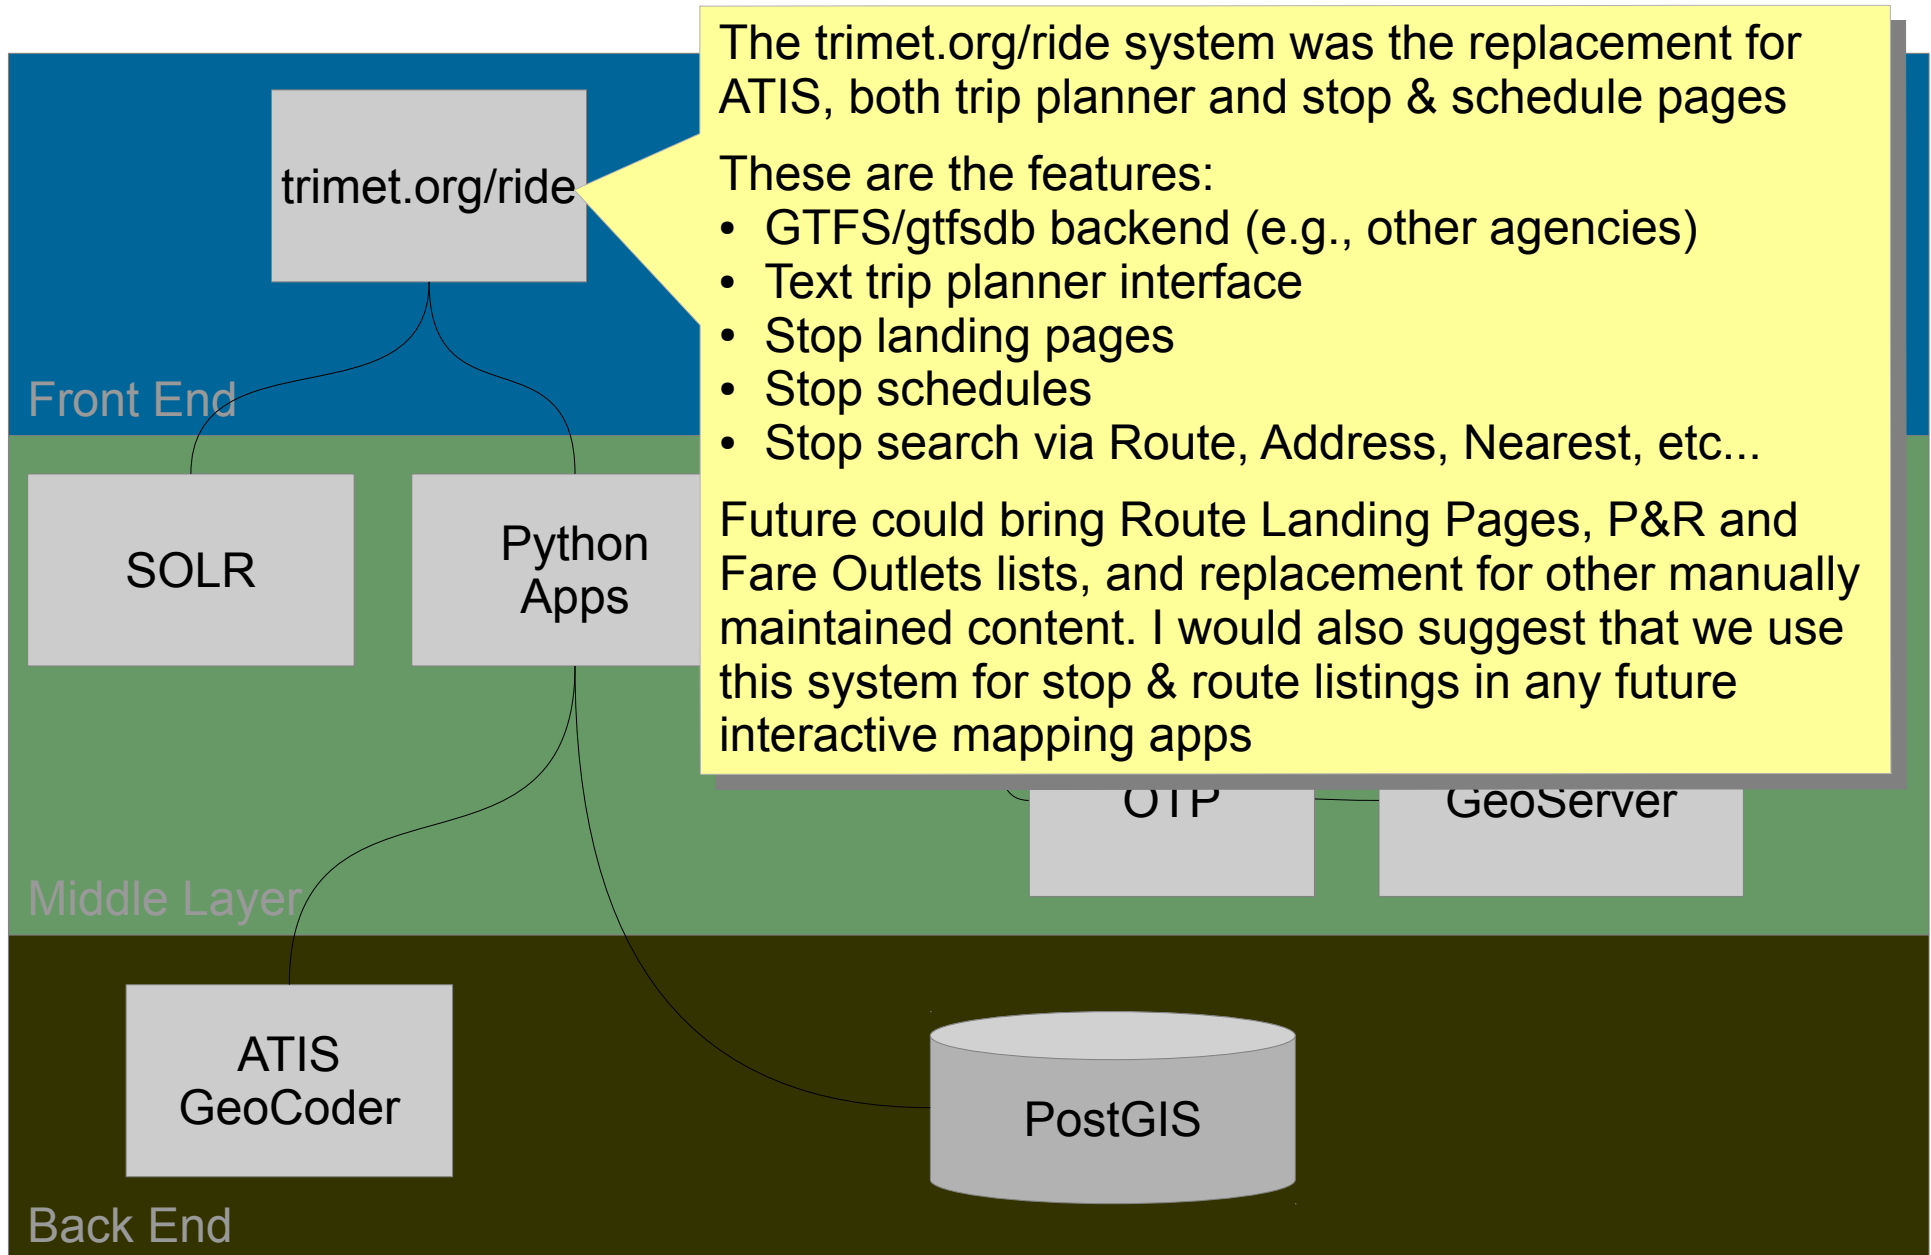 The trimet.org/ride system was the replacement for
ATIS, both trip planner and stop & schedule pages
trimet.org/ride
These are the features:
• GTFS/gtfsdb backend (e.g., other agencies)
• Text trip planner interface
• Stop landing pages
• Stop schedules
• Stop search via Route, Address, Nearest, etc...
Future could bring Route Landing Pages, P&R and
Fare Outlets lists, and replacement for other manually
maintained content. I would also suggest that we use
this system for stop & route listings in any future
interactive mapping apps
Front End
SOLR
Python
Apps
OTP
GeoServer
Middle Layer
ATIS
GeoCoder
PostGIS
Back End